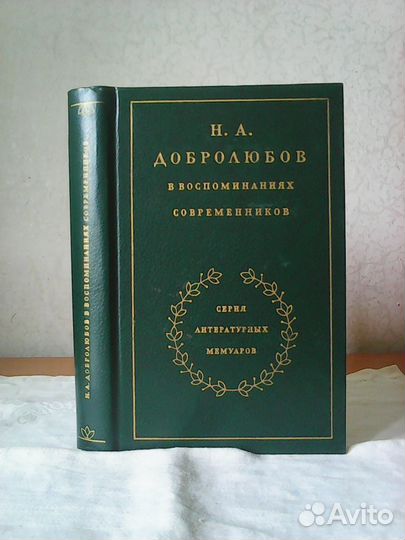 Н. А. ДОБРОЛЮБОВ В ВОСПОМИНАНИЯХ СОВРЕМЕННИКОВ
Н. А.
ДОБРОЛЮБОВ
В ВОСПОМИНАНИЯХ
СОВРЕМЕННИКОВ
СЕРИЯ
ЛИТЕРАТУРНЫХ
МЕМУАРОВ
Avito